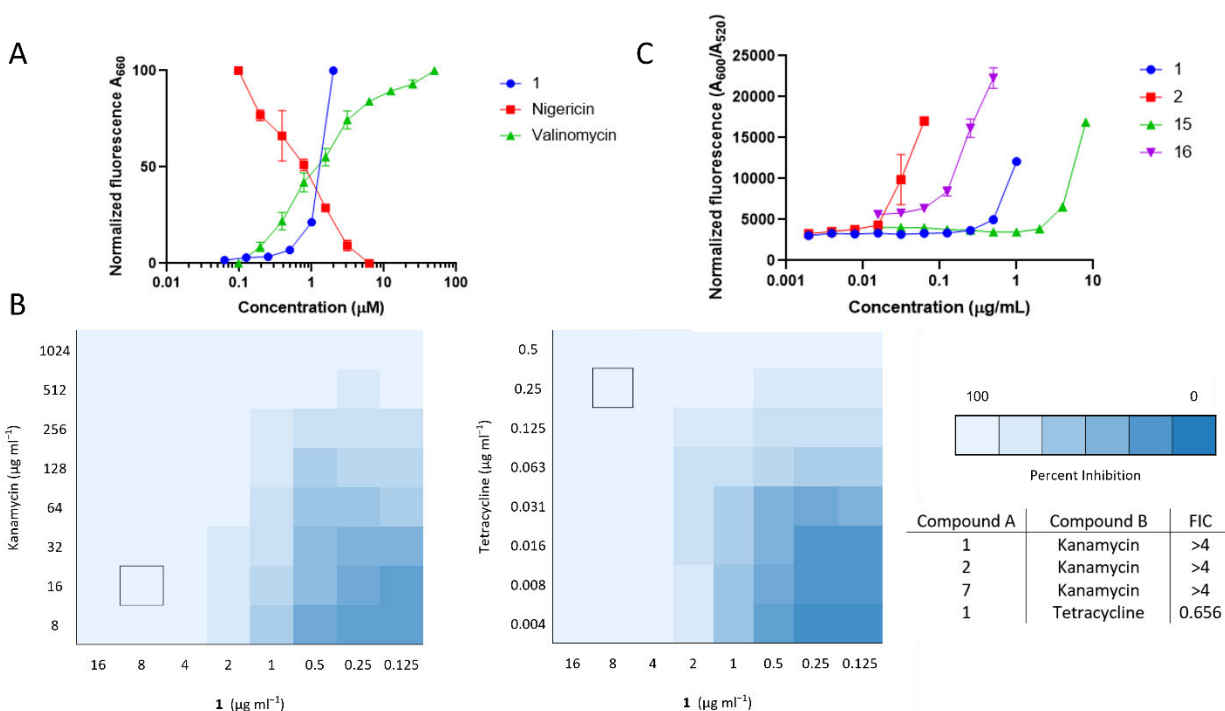 A
Normalized fluorescence A660
100
50
0
0.01
0.1
1
10
100
Concentration (μM)
1
Nigericin
Valinomycin
C
Normalized fluorescence (A600/A520)
25000
20000
15000
10000
5000
0
0.001
0.01
0.1
1
10
Concentration (μg/mL)
1
2
15
16
B
Kanamycin (μg ml⁻¹)
1024
512
256
128
64
32
16
8
16 8 4 2 1 0.5 0.25 0.125
1 (μg ml⁻¹)
Tetracycline (μg ml⁻¹)
0.5
0.25
0.125
0.063
0.031
0.016
0.008
0.004
16 8 4 2 1 0.5 0.25 0.125
1 (μg ml⁻¹)
100 0
Percent Inhibition
Compound A Compound B FIC
1 Kanamycin >4
2 Kanamycin >4
7 Kanamycin >4
1 Tetracycline 0.656